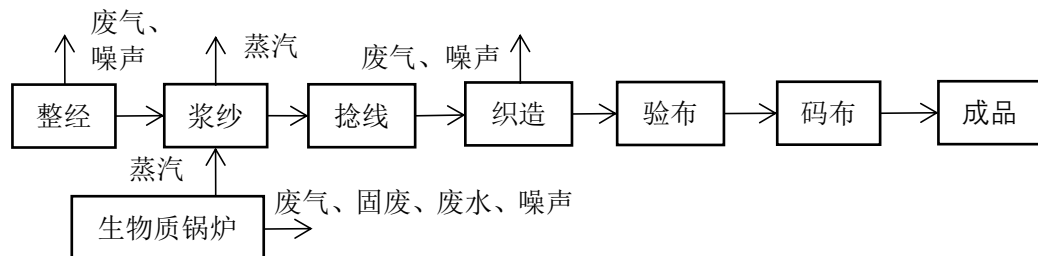 废气、
噪声
蒸汽
废气、噪声
整经
浆纱
捻线
织造
验布
码布
成品
蒸汽
废气、固废、废水、噪声
生物质锅炉